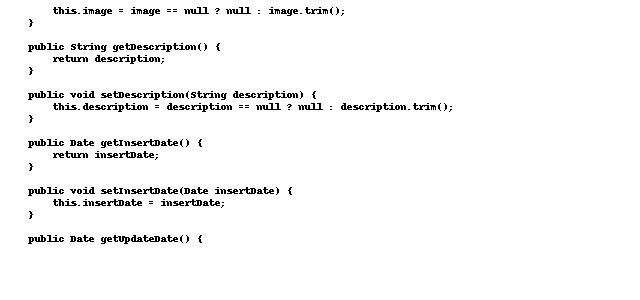 this.image = image == null ? null : image.trim();
}
public String getDescription() {
return description;
}
public void setDescription(String description) {
this.description = description == null ? null : description.trim();
}
public Date getInsertDate() {
return insertDate;
}
public void setInsertDate(Date insertDate) {
this.insertDate = insertDate;
}
public Date getUpdateDate() {